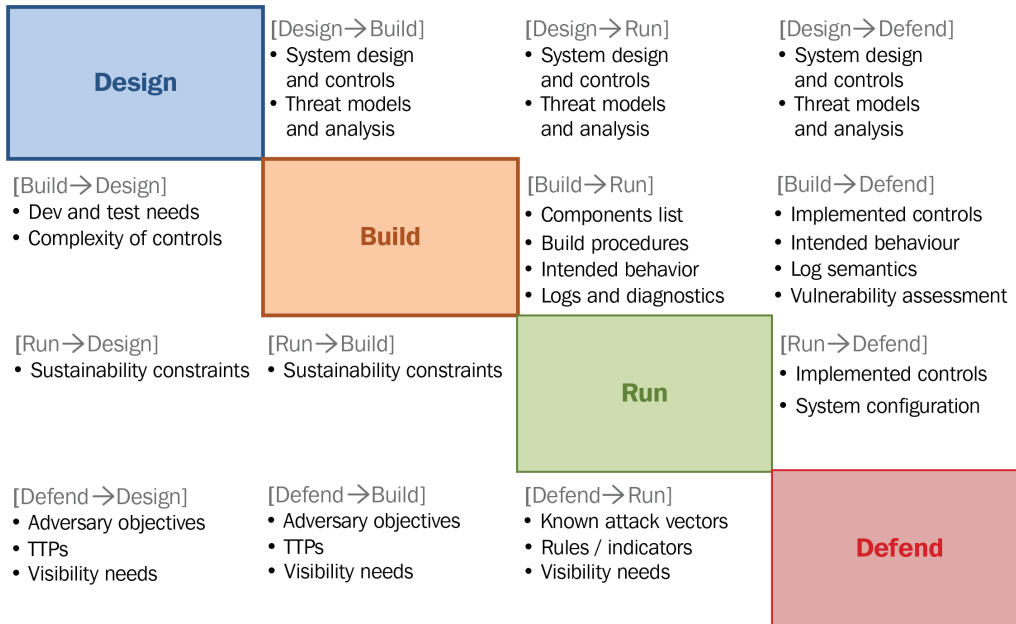 Design
[Design→Build]
• System design
and controls
• Threat models
and analysis
[Design→Run]
• System design
and controls
• Threat models
and analysis
[Design→Defend]
• System design
and controls
• Threat models
and analysis
[Build→Design]
• Dev and test needs
• Complexity of controls
Build
[Build→Run]
• Components list
• Build procedures
• Intended behavior
• Logs and diagnostics
[Build→Defend]
• Implemented controls
• Intended behaviour
• Log semantics
• Vulnerability assessment
[Run→Design]
• Sustainability constraints
[Run→Build]
• Sustainability constraints
Run
[Run→Defend]
• Implemented controls
• System configuration
[Defend→Design]
• Adversary objectives
• TTPs
• Visibility needs
[Defend→Build]
• Adversary objectives
• TTPs
• Visibility needs
[Defend→Run]
• Known attack vectors
• Rules / indicators
• Visibility needs
Defend